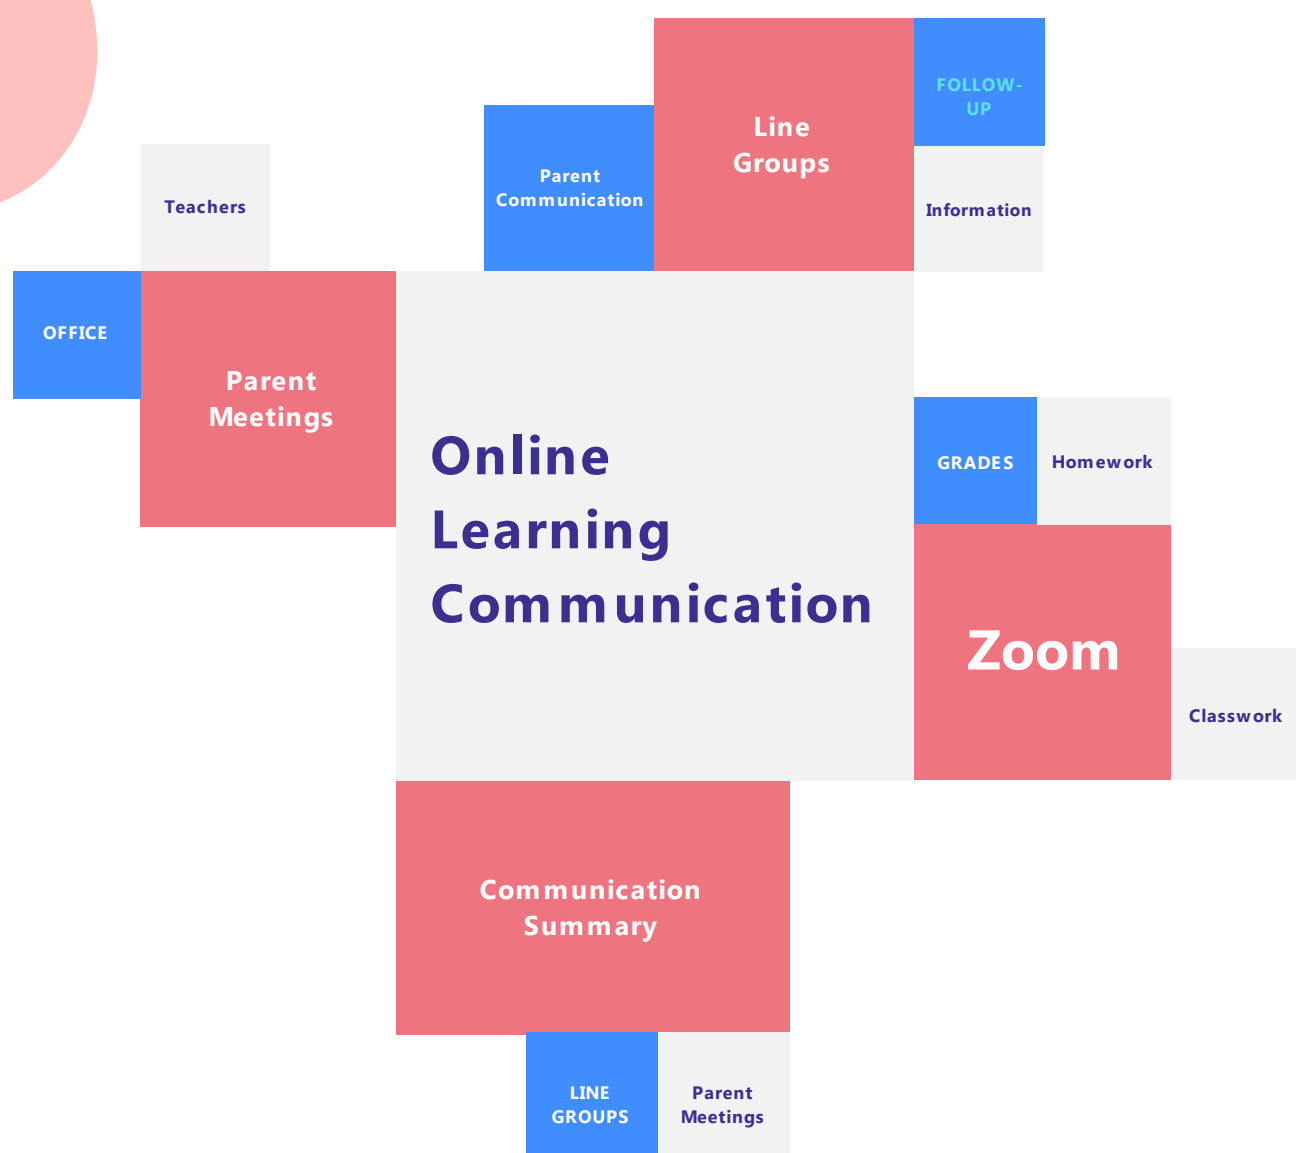 FOLLOW-
UP
Line
Groups
Parent
Communication
Information
Teachers
OFFICE
Parent
Meetings
Online
Learning
Communication
GRADES
Homework
Zoom
Classwork
Communication
Summary
LINE
GROUPS
Parent
Meetings